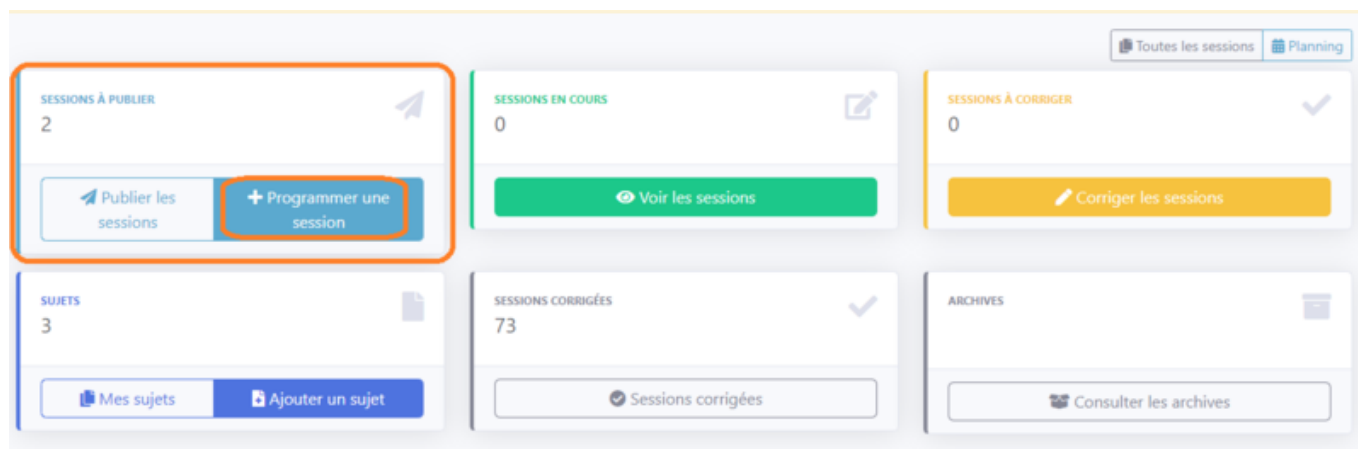 Toutes les sessions Planning
SESSIONS À PUBLIER
2
Publier les
sessions
+ Programmer une
session
SESSIONS EN COURS
0
Voir les sessions
SESSIONS À CORRIGER
0
Corriger les sessions
SUJETS
3
Mes sujets
Ajouter un sujet
SESSIONS CORRIGÉES
73
Sessions corrigées
ARCHIVES
Consulter les archives